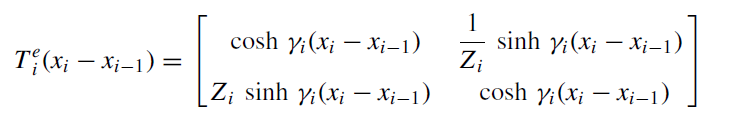 T_i^e(x_i − x_{i−1}) = [ cosh γ_i(x_i − x_{i−1}) 1/Z_i sinh γ_i(x_i − x_{i−1})
Z_i sinh γ_i(x_i − x_{i−1}) cosh γ_i(x_i − x_{i−1}) ]